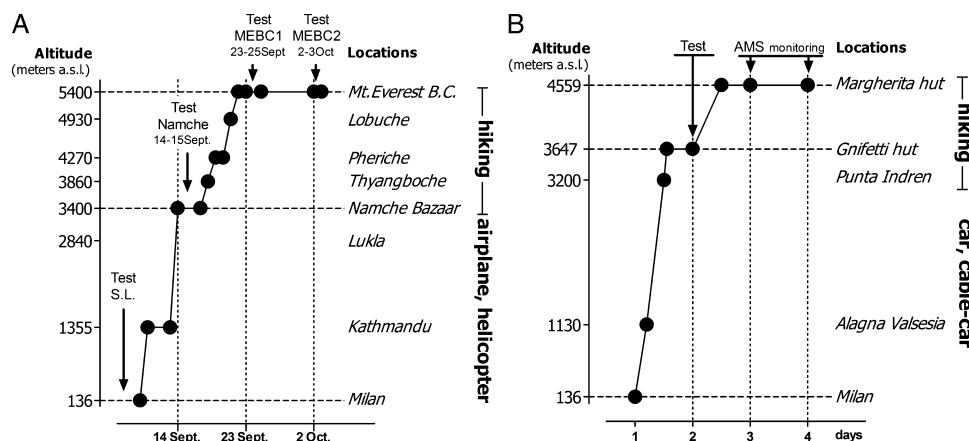 A
Altitude
(meters a.s.l.)
Test
MEBC1
23-25Sept
Test
MEBC2
2-3Oct
Locations
5400
Mt.Everest B.C.
4930
Lobuche
Test
Namche
14-15Sept.
4270
Pheriche
3860
Thyangboche
3400
Namche Bazaar
2840
Lukla
Test
S.L.
1355
Kathmandu
136
Milan
14 Sept.
23 Sept.
2 Oct.
hiking
airplane, helicopter
B
Altitude
(meters a.s.l.)
Test
AMS monitoring
Locations
4559
Margherita hut
3647
Gnifetti hut
3200
Punta Indren
1130
Alagna Valsesia
136
Milan
1
2
3
4
days
hiking
car, cable-car